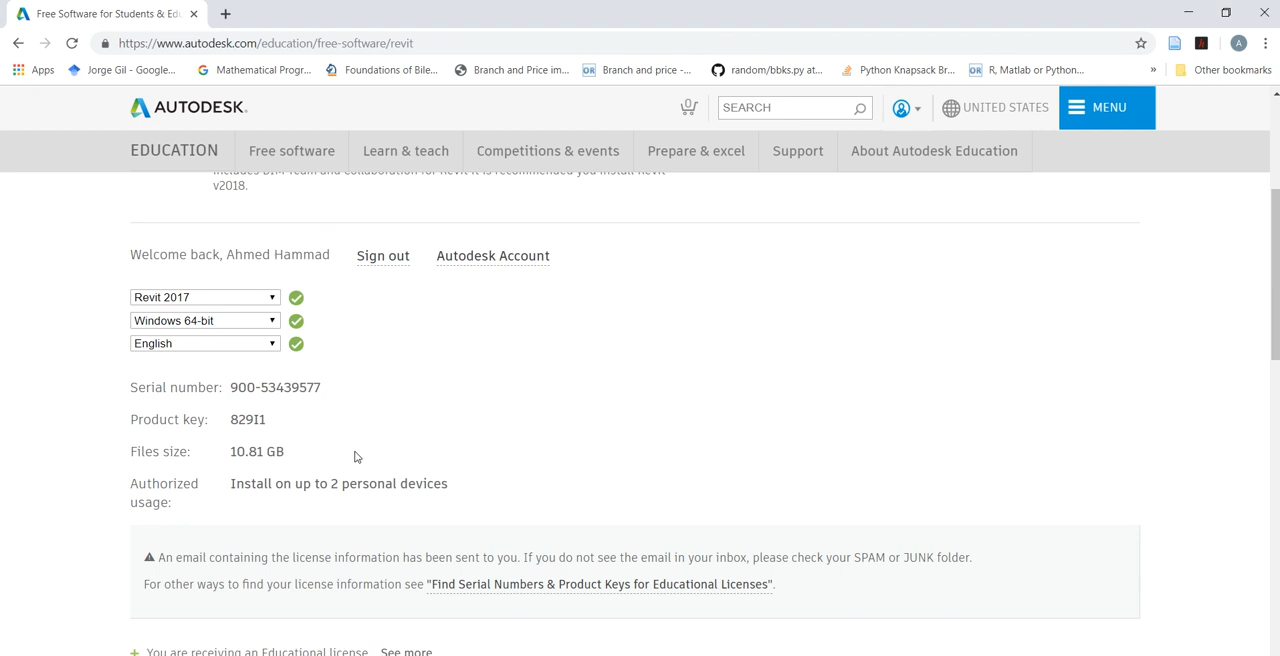 Free Software for Students & Edu
https://www.autodesk.com/education/free-software/revit
A
Apps
Jorge Gil - Google...
Mathematical Progr...
Foundations of Bile...
Branch and Price im...
OR Branch and price -...
random/bbks.py at...
Python Knapsack Br...
OR R, Matlab or Python...
»
Other bookmarks
AUTODESK.
0
SEARCH
UNITED STATES
MENU
EDUCATION
Free software
Learn & teach
Competitions & events
Prepare & excel
Support
About Autodesk Education
includes BIM Team and Collaboration for Revit it is recommended you install Revit
v2018.
Welcome back, Ahmed Hammad
Sign out
Autodesk Account
Revit 2017
Windows 64-bit
English
Serial number: 900-53439577
Product key: 829I1
Files size: 10.81 GB
Authorized Install on up to 2 personal devices
usage:
An email containing the license information has been sent to you. If you do not see the email in your inbox, please check your SPAM or JUNK folder.
For other ways to find your license information see "Find Serial Numbers & Product Keys for Educational Licenses".
+ You are receiving an Educational license See more